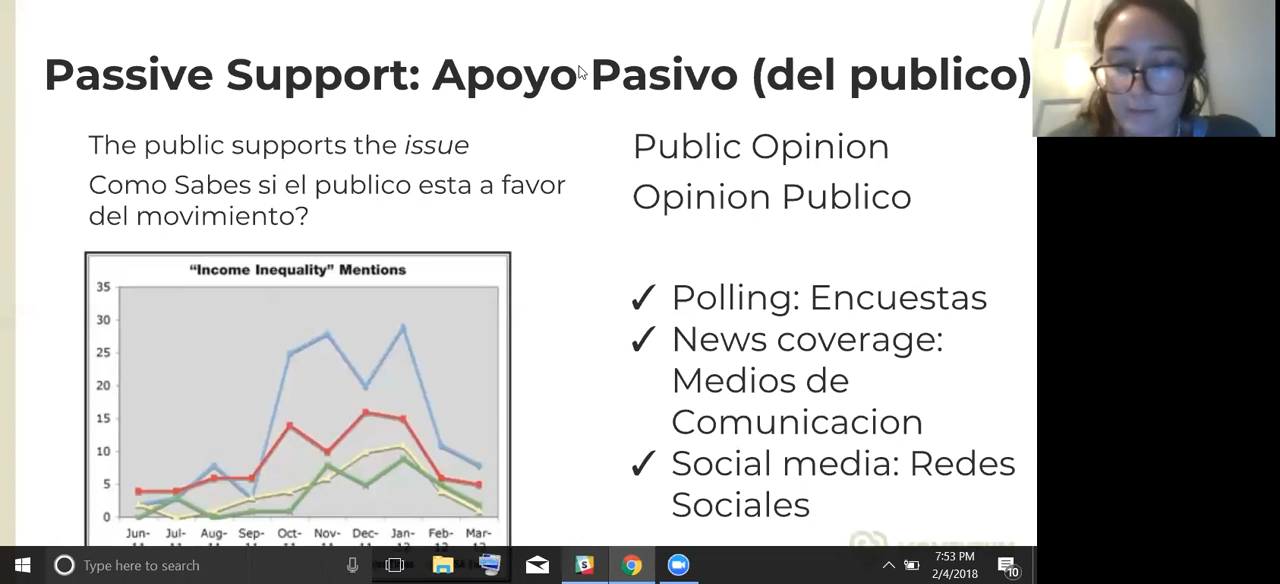 Passive Support: Apoyo Pasivo (del publico)
The public supports the issue
Como Sabes si el publico esta a favor
del movimiento?
"Income Inequality" Mentions
35
30
25
20
15
10
5
0
Jun- Jul- Aug- Sep- Oct- Nov- Dec- Jan- Feb- Mar-
Public Opinion
Opinion Publico
✓ Polling: Encuestas
✓ News coverage:
Medios de
Comunicacion
✓ Social media: Redes
Sociales
Type here to search
7:53 PM
2/4/2018
10